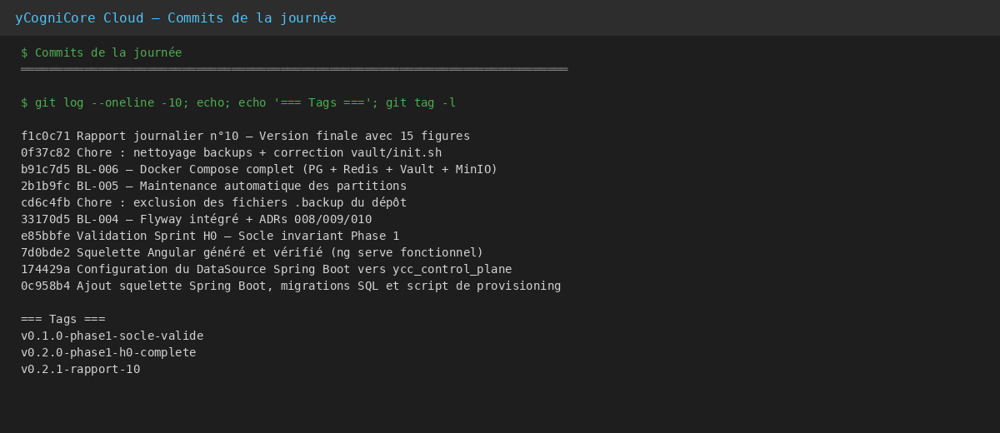 yCogniCore Cloud — Commits de la journée
$ Commits de la journée
══════════════════════════════════════════════════════════════════════════════
$ git log --oneline -10; echo; echo '=== Tags ==='; git tag -l
f1c0c71 Rapport journalier n°10 — Version finale avec 15 figures
0f37c82 Chore : nettoyage backups + correction vault/init.sh
b91c7d5 BL-006 — Docker Compose complet (PG + Redis + Vault + MinIO)
2b1b9fc BL-005 — Maintenance automatique des partitions
cd6c4fb Chore : exclusion des fichiers .backup du dépôt
33170d5 BL-004 — Flyway intégré + ADRs 008/009/010
e85bbfe Validation Sprint H0 — Socle invariant Phase 1
7d0bde2 Squelette Angular généré et vérifié (ng serve fonctionnel)
174429a Configuration du DataSource Spring Boot vers ycc_control_plane
0c958b4 Ajout squelette Spring Boot, migrations SQL et script de provisioning
=== Tags ===
v0.1.0-phase1-socle-valide
v0.2.0-phase1-h0-complete
v0.2.1-rapport-10